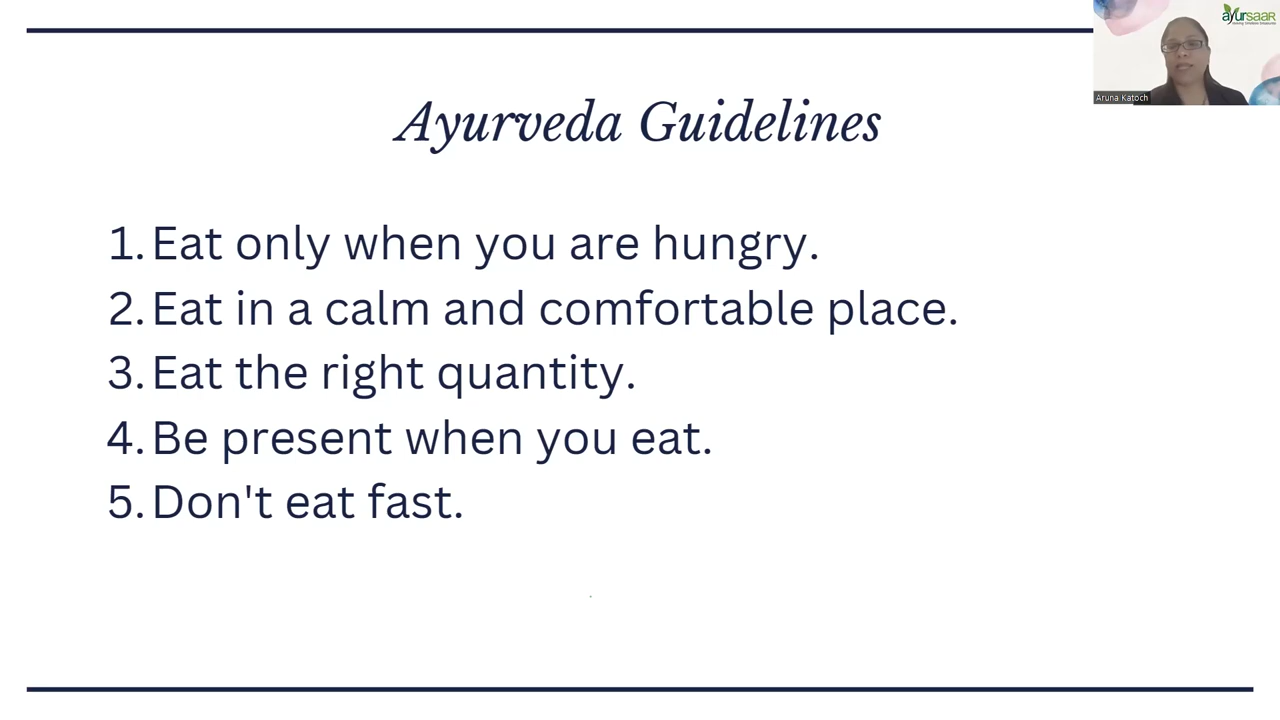 ayurSAAR
Aruna Katoch
Ayurveda Guidelines
1. Eat only when you are hungry.
2. Eat in a calm and comfortable place.
3. Eat the right quantity.
4. Be present when you eat.
5. Don't eat fast.